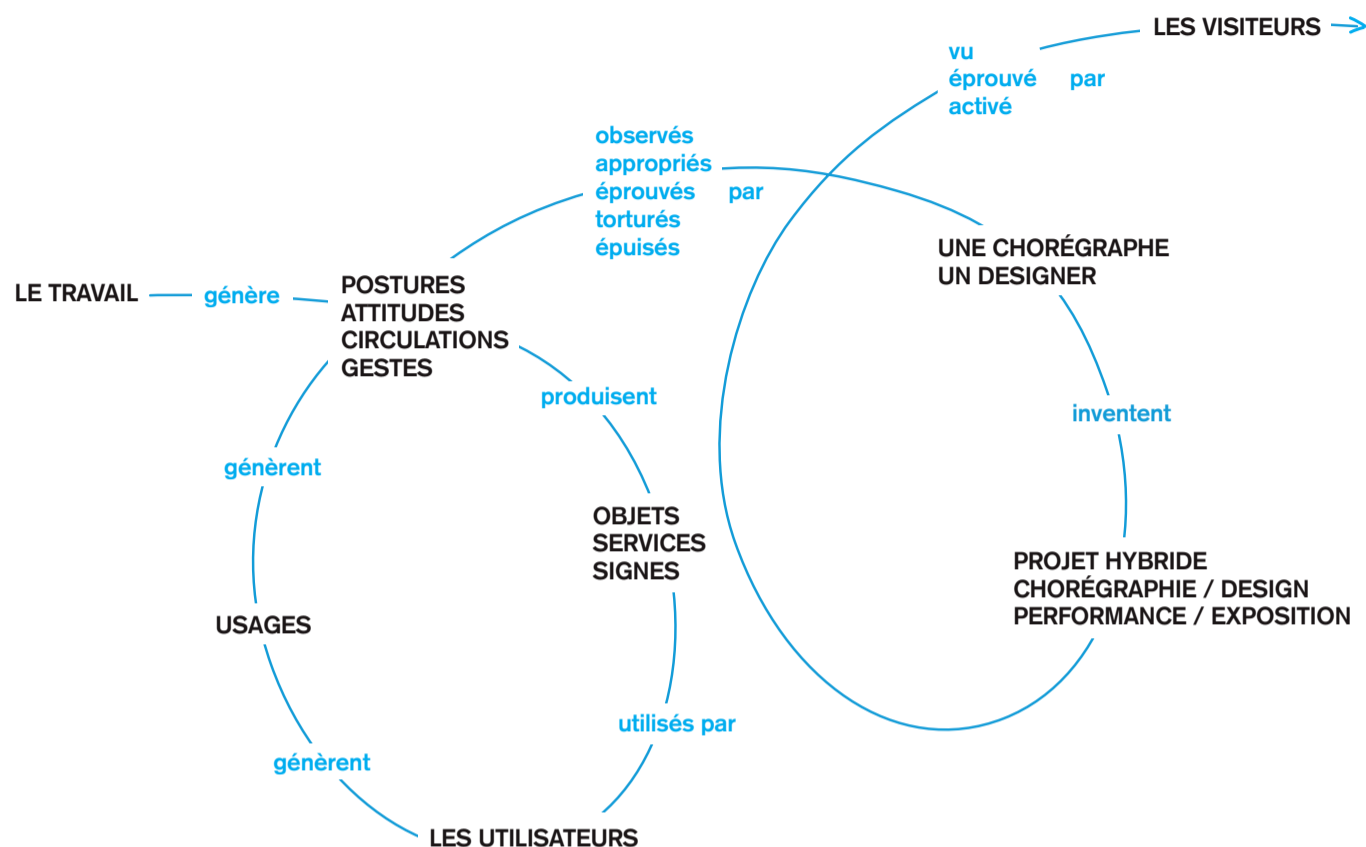 LES VISITEURS
vu
éprouvé par
activé
observés
appropriés
éprouvés par
torturés
épuisés
UNE CHORÉGRAPHE
UN DESIGNER
LE TRAVAIL
génère
POSTURES
ATTITUDES
CIRCULATIONS
GESTES
produisent
inventent
génèrent
OBJETS
SERVICES
SIGNES
PROJET HYBRIDE
CHORÉGRAPHIE / DESIGN
PERFORMANCE / EXPOSITION
USAGES
utilisés par
génèrent
LES UTILISATEURS